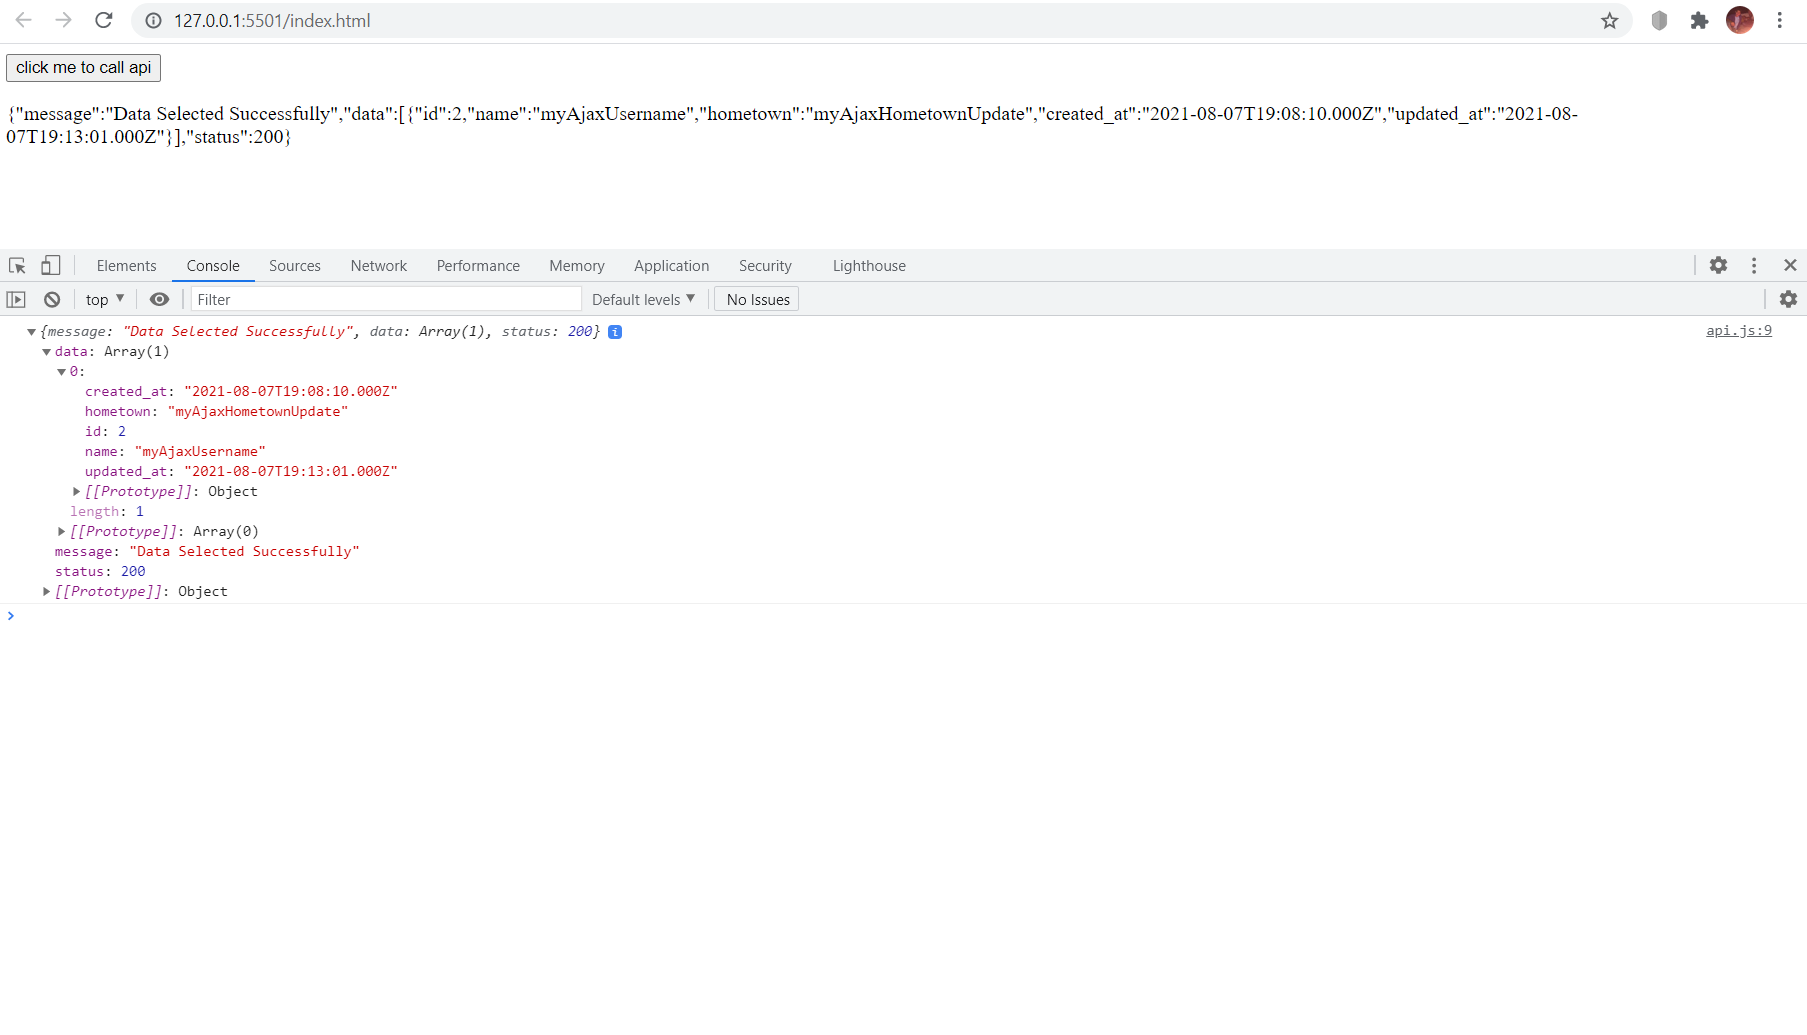 127.0.0.1:5501/index.html
click me to call api
{"message":"Data Selected Successfully","data":[{"id":2,"name":"myAjaxUsername","hometown":"myAjaxHometownUpdate","created_at":"2021-08-07T19:08:10.000Z","updated_at":"2021-08-
07T19:13:01.000Z"}],"status":200}
Elements Console Sources Network Performance Memory Application Security Lighthouse
top ▼ Filter Default levels ▼ No Issues
▼{message: "Data Selected Successfully", data: Array(1), status: 200} i api.js:9
▼data: Array(1)
▼0:
created_at: "2021-08-07T19:08:10.000Z"
hometown: "myAjaxHometownUpdate"
id: 2
name: "myAjaxUsername"
updated_at: "2021-08-07T19:13:01.000Z"
▶[[Prototype]]: Object
length: 1
▶[[Prototype]]: Array(0)
message: "Data Selected Successfully"
status: 200
▶[[Prototype]]: Object